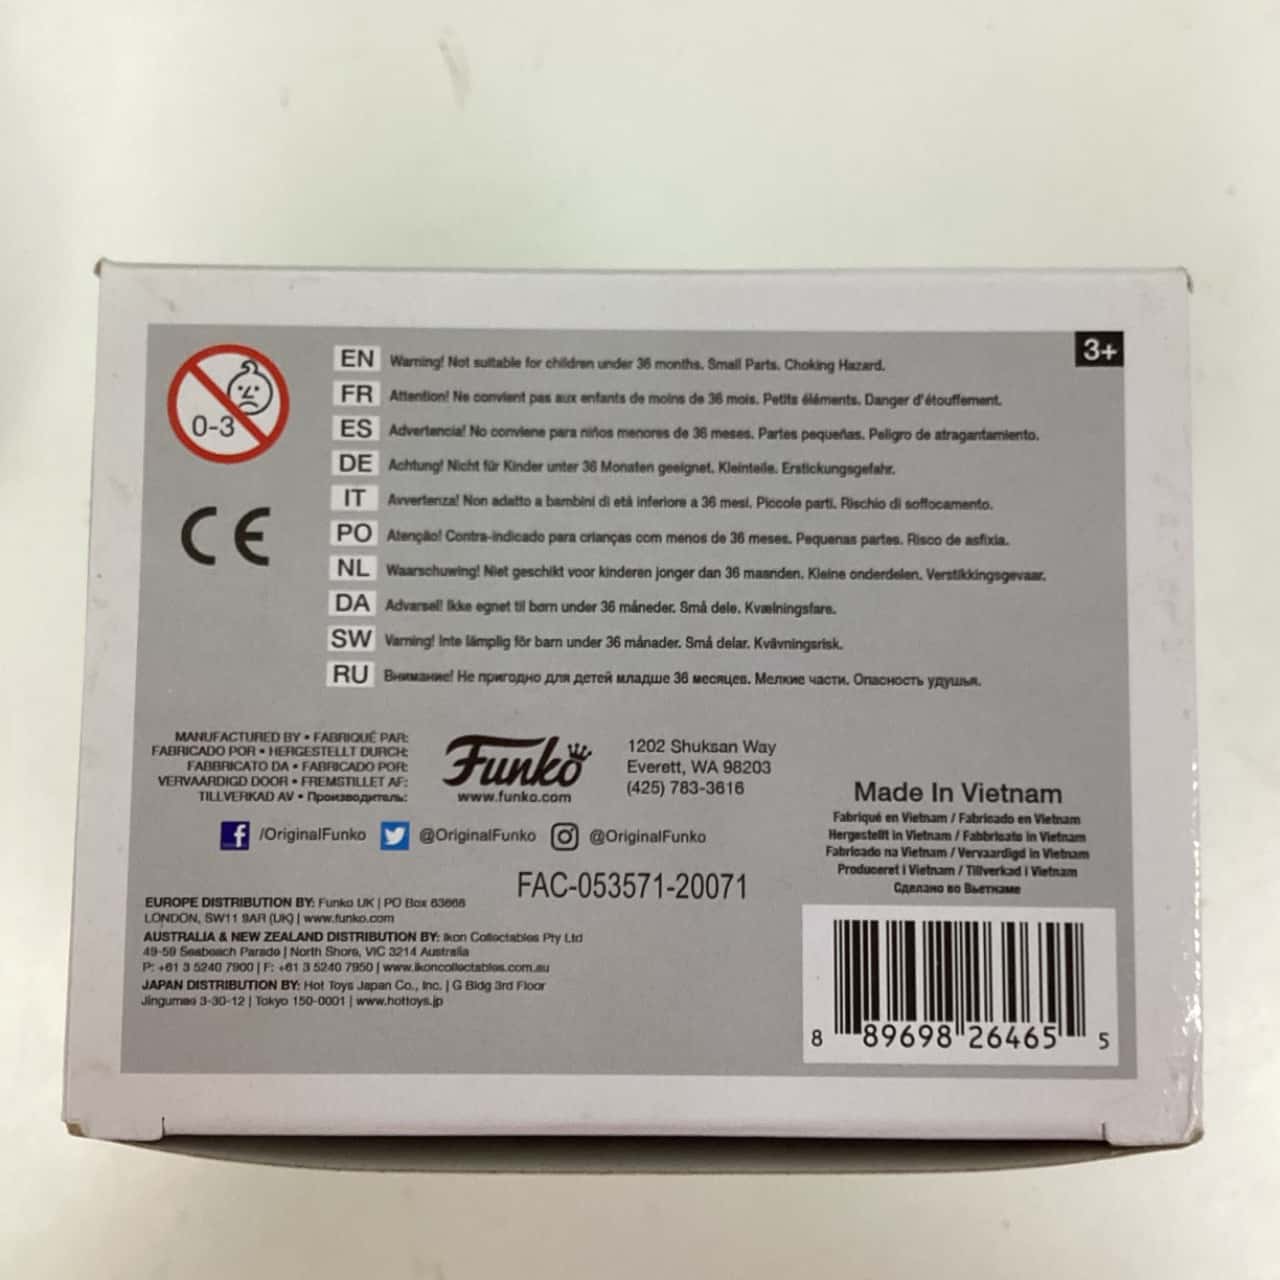 3+
0-3
CE
EN Warning! Not suitable for children under 36 months. Small Parts. Choking Hazard.
FR Attention! Ne convient pas aux enfants de moins de 36 mois. Petits éléments. Danger d'étouffement.
ES Advertencia! No conviene para niños menores de 36 meses. Partes pequeñas. Peligro de atragantamiento.
DE Achtung! Nicht für Kinder unter 36 Monaten geeignet. Kleinteile. Erstickungsgefahr.
IT Avvertenza! Non adatto a bambini di età inferiore a 36 mesi. Piccole parti. Rischio di soffocamento.
PO Atenção! Contra-indicado para crianças com menos de 36 meses. Pequenas partes. Risco de asfixia.
NL Waarschuwing! Niet geschikt voor kinderen jonger dan 36 maanden. Kleine onderdelen. Verstikkingsgevaar.
DA Advarsel! Ikke egnet til børn under 36 måneder. Små dele. Kvælningsfare.
SW Varning! Inte lämplig för barn under 36 månader. Små delar. Kvävningsrisk.
RU Внимание! Не пригодно для детей младше 36 месяцев. Мелкие части. Опасность удушья.
MANUFACTURED BY • FABRIQUÉ PAR:
FABRICADO POR • HERGESTELLT DURCH:
FABBRICATO DA • FABRICADO POR:
VERVAARDIGD DOOR • FREMSTILLET AF:
TILLVERKAD AV • Производитель:
Funko
www.funko.com
1202 Shuksan Way
Everett, WA 98203
(425) 783-3616
/OriginalFunko @OriginalFunko @OriginalFunko
FAC-053571-20071
Made In Vietnam
Fabriqué en Vietnam / Fabricado en Vietnam
Hergestellt in Vietnam / Fabbricato in Vietnam
Fabricado na Vietnam / Vervaardigd in Vietnam
Produceret i Vietnam / Tillverkad i Vietnam
Сделано во Вьетнаме
EUROPE DISTRIBUTION BY: Funko UK | PO Box 63668
LONDON, SW11 9AR (UK) | www.funko.com
AUSTRALIA & NEW ZEALAND DISTRIBUTION BY: Ikon Collectables Pty Ltd
49-59 Seabeach Parade | North Shore, VIC 3214 Australia
P: +61 3 5240 7900 | F: +61 3 5240 7950 | www.ikoncollectables.com.au
JAPAN DISTRIBUTION BY: Hot Toys Japan Co., Inc. | G Bldg 3rd Floor
Jingumae 3-30-12 | Tokyo 150-0001 | www.hottoys.jp
8 89698 26465 5